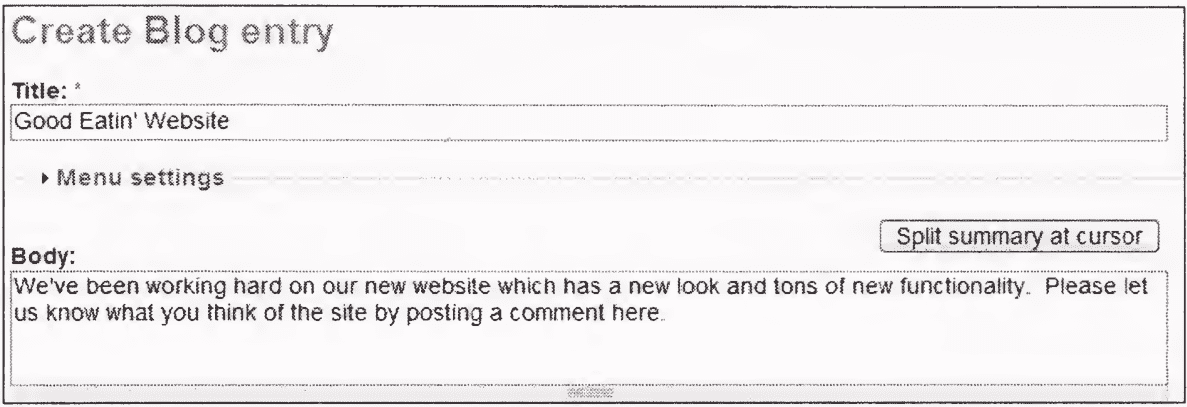 Create Blog entry
Title: *
Good Eatin' Website
Menu settings
Split summary at cursor
Body:
We've been working hard on our new website which has a new look and tons of new functionality. Please let
us know what you think of the site by posting a comment here.